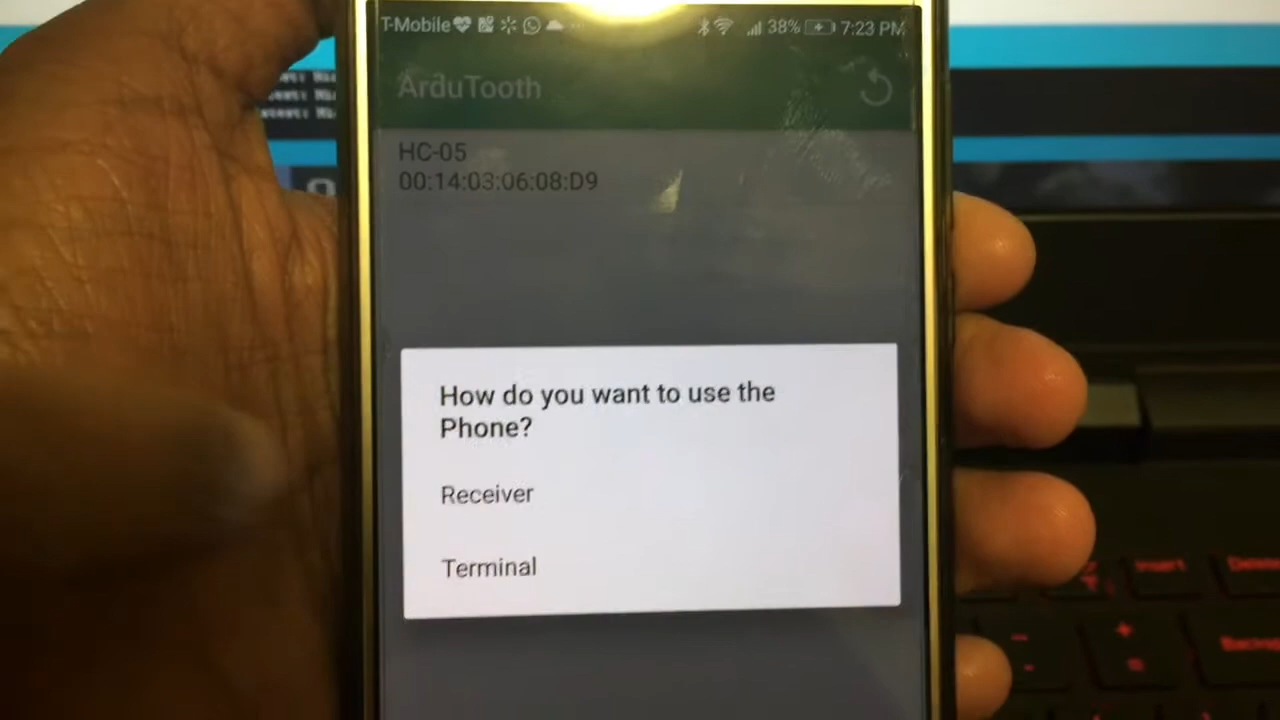 T-Mobile 38% 7:23 PM
ArduTooth
HC-05
00:14:03:06:08:D9
How do you want to use the
Phone?
Receiver
Terminal
Insert